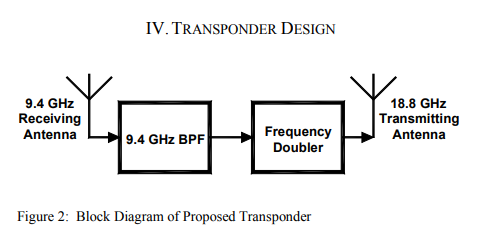 IV. TRANSPONDER DESIGN
9.4 GHz
Receiving
Antenna
9.4 GHz BPF
Frequency
Doubler
18.8 GHz
Transmitting
Antenna
Figure 2: Block Diagram of Proposed Transponder